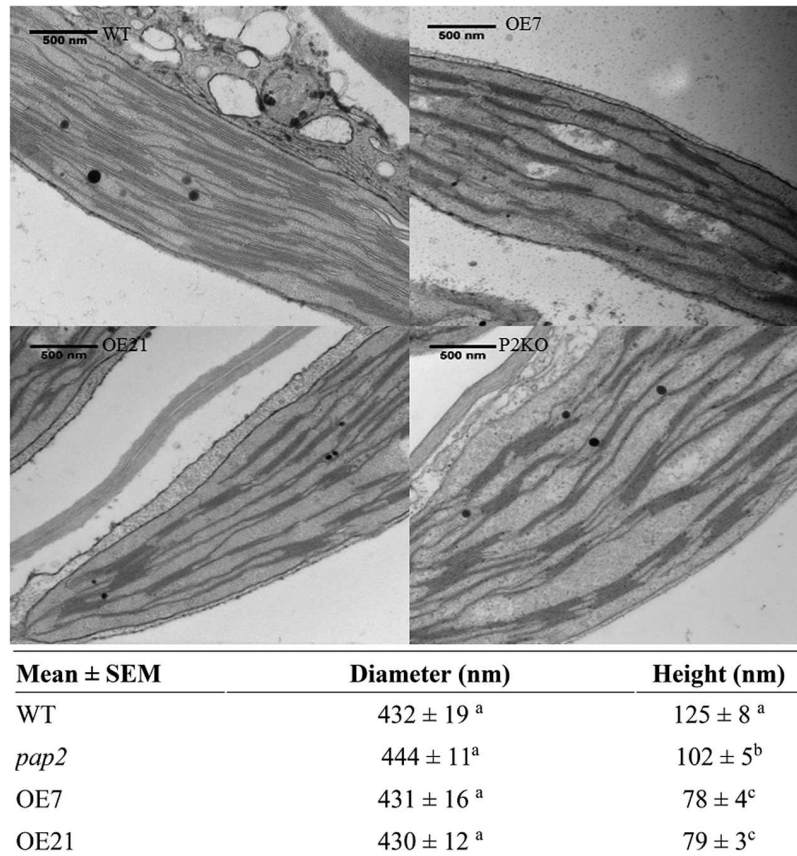 500 nm WT
500 nm OE7
500 nm OE21
500 nm P2KO
Mean ± SEM Diameter (nm) Height (nm)
WT 432 ± 19 ᵃ 125 ± 8 ᵃ
pap2 444 ± 11ᵃ 102 ± 5ᵇ
OE7 431 ± 16 ᵃ 78 ± 4ᶜ
OE21 430 ± 12 ᵃ 79 ± 3ᶜ